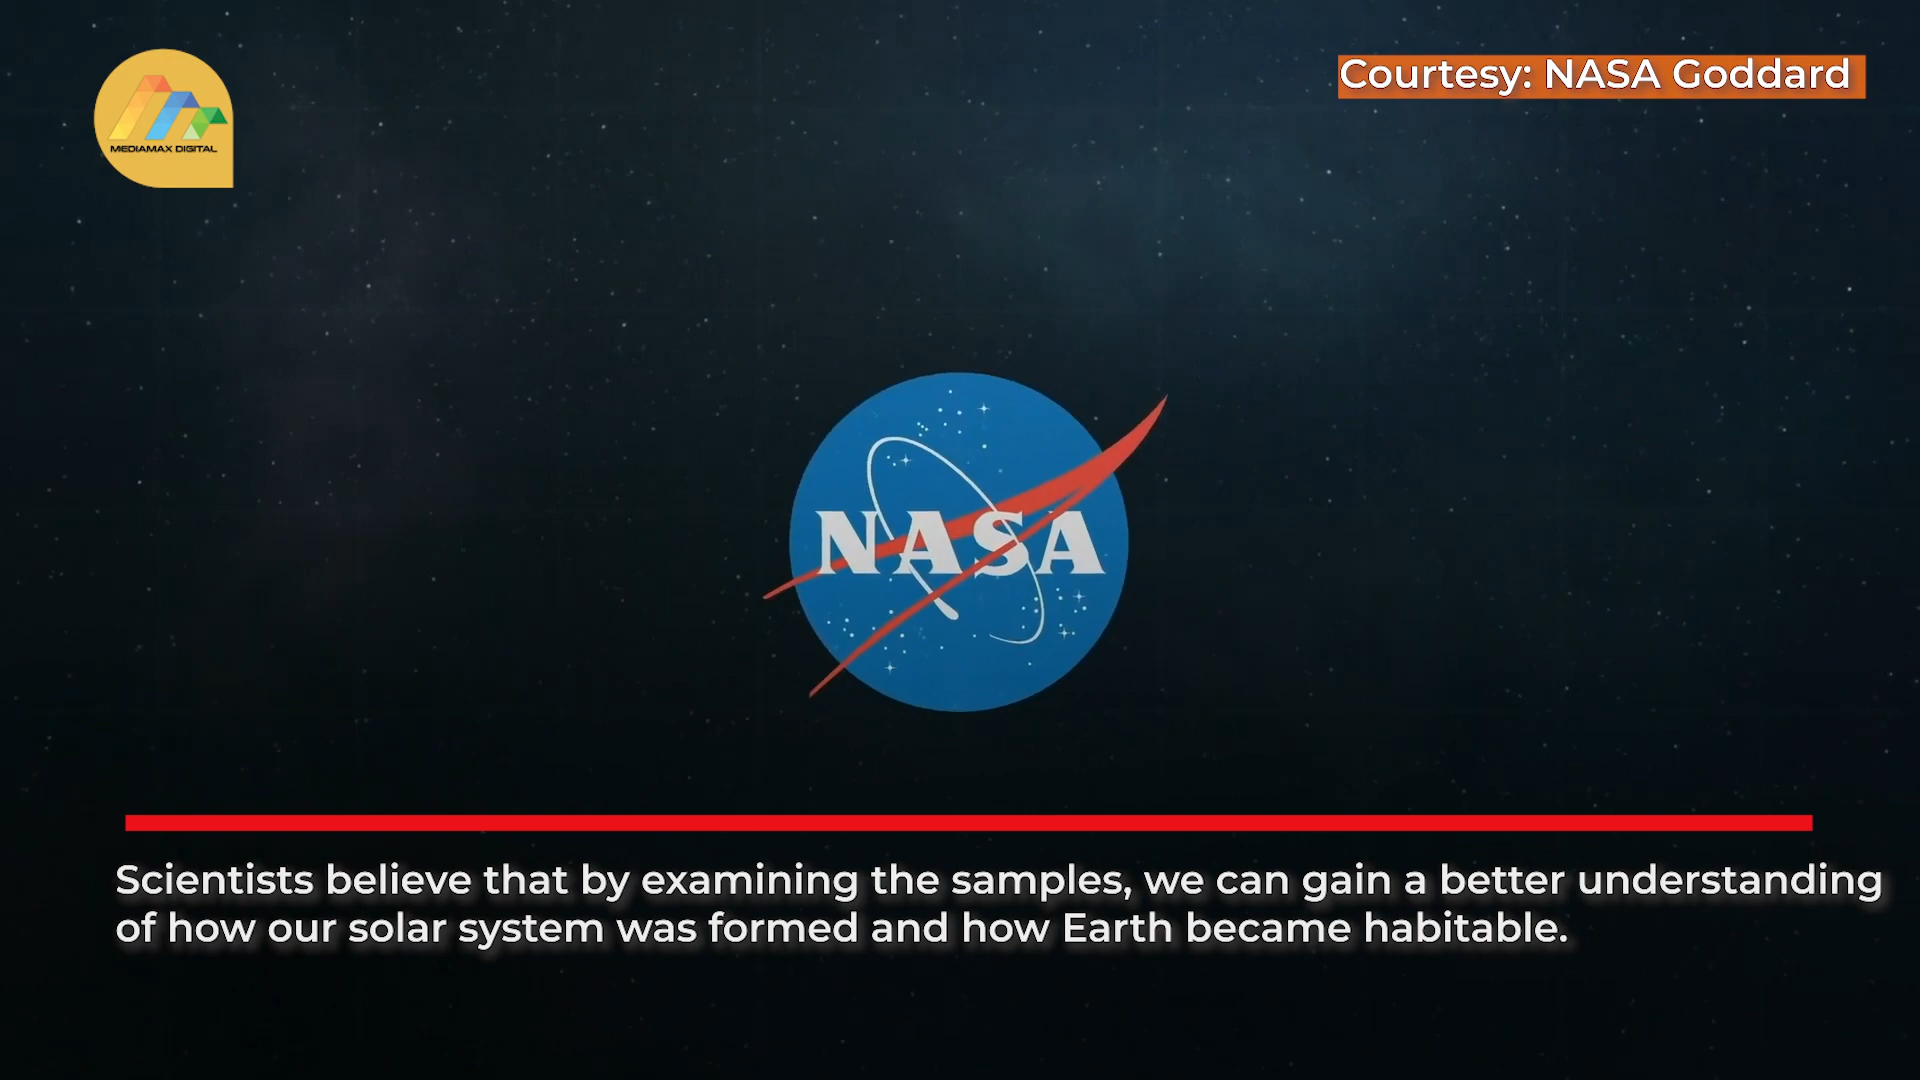 MEDIAMAX DIGITAL
Courtesy: NASA Goddard
NASA
Scientists believe that by examining the samples, we can gain a better understanding
of how our solar system was formed and how Earth became habitable.